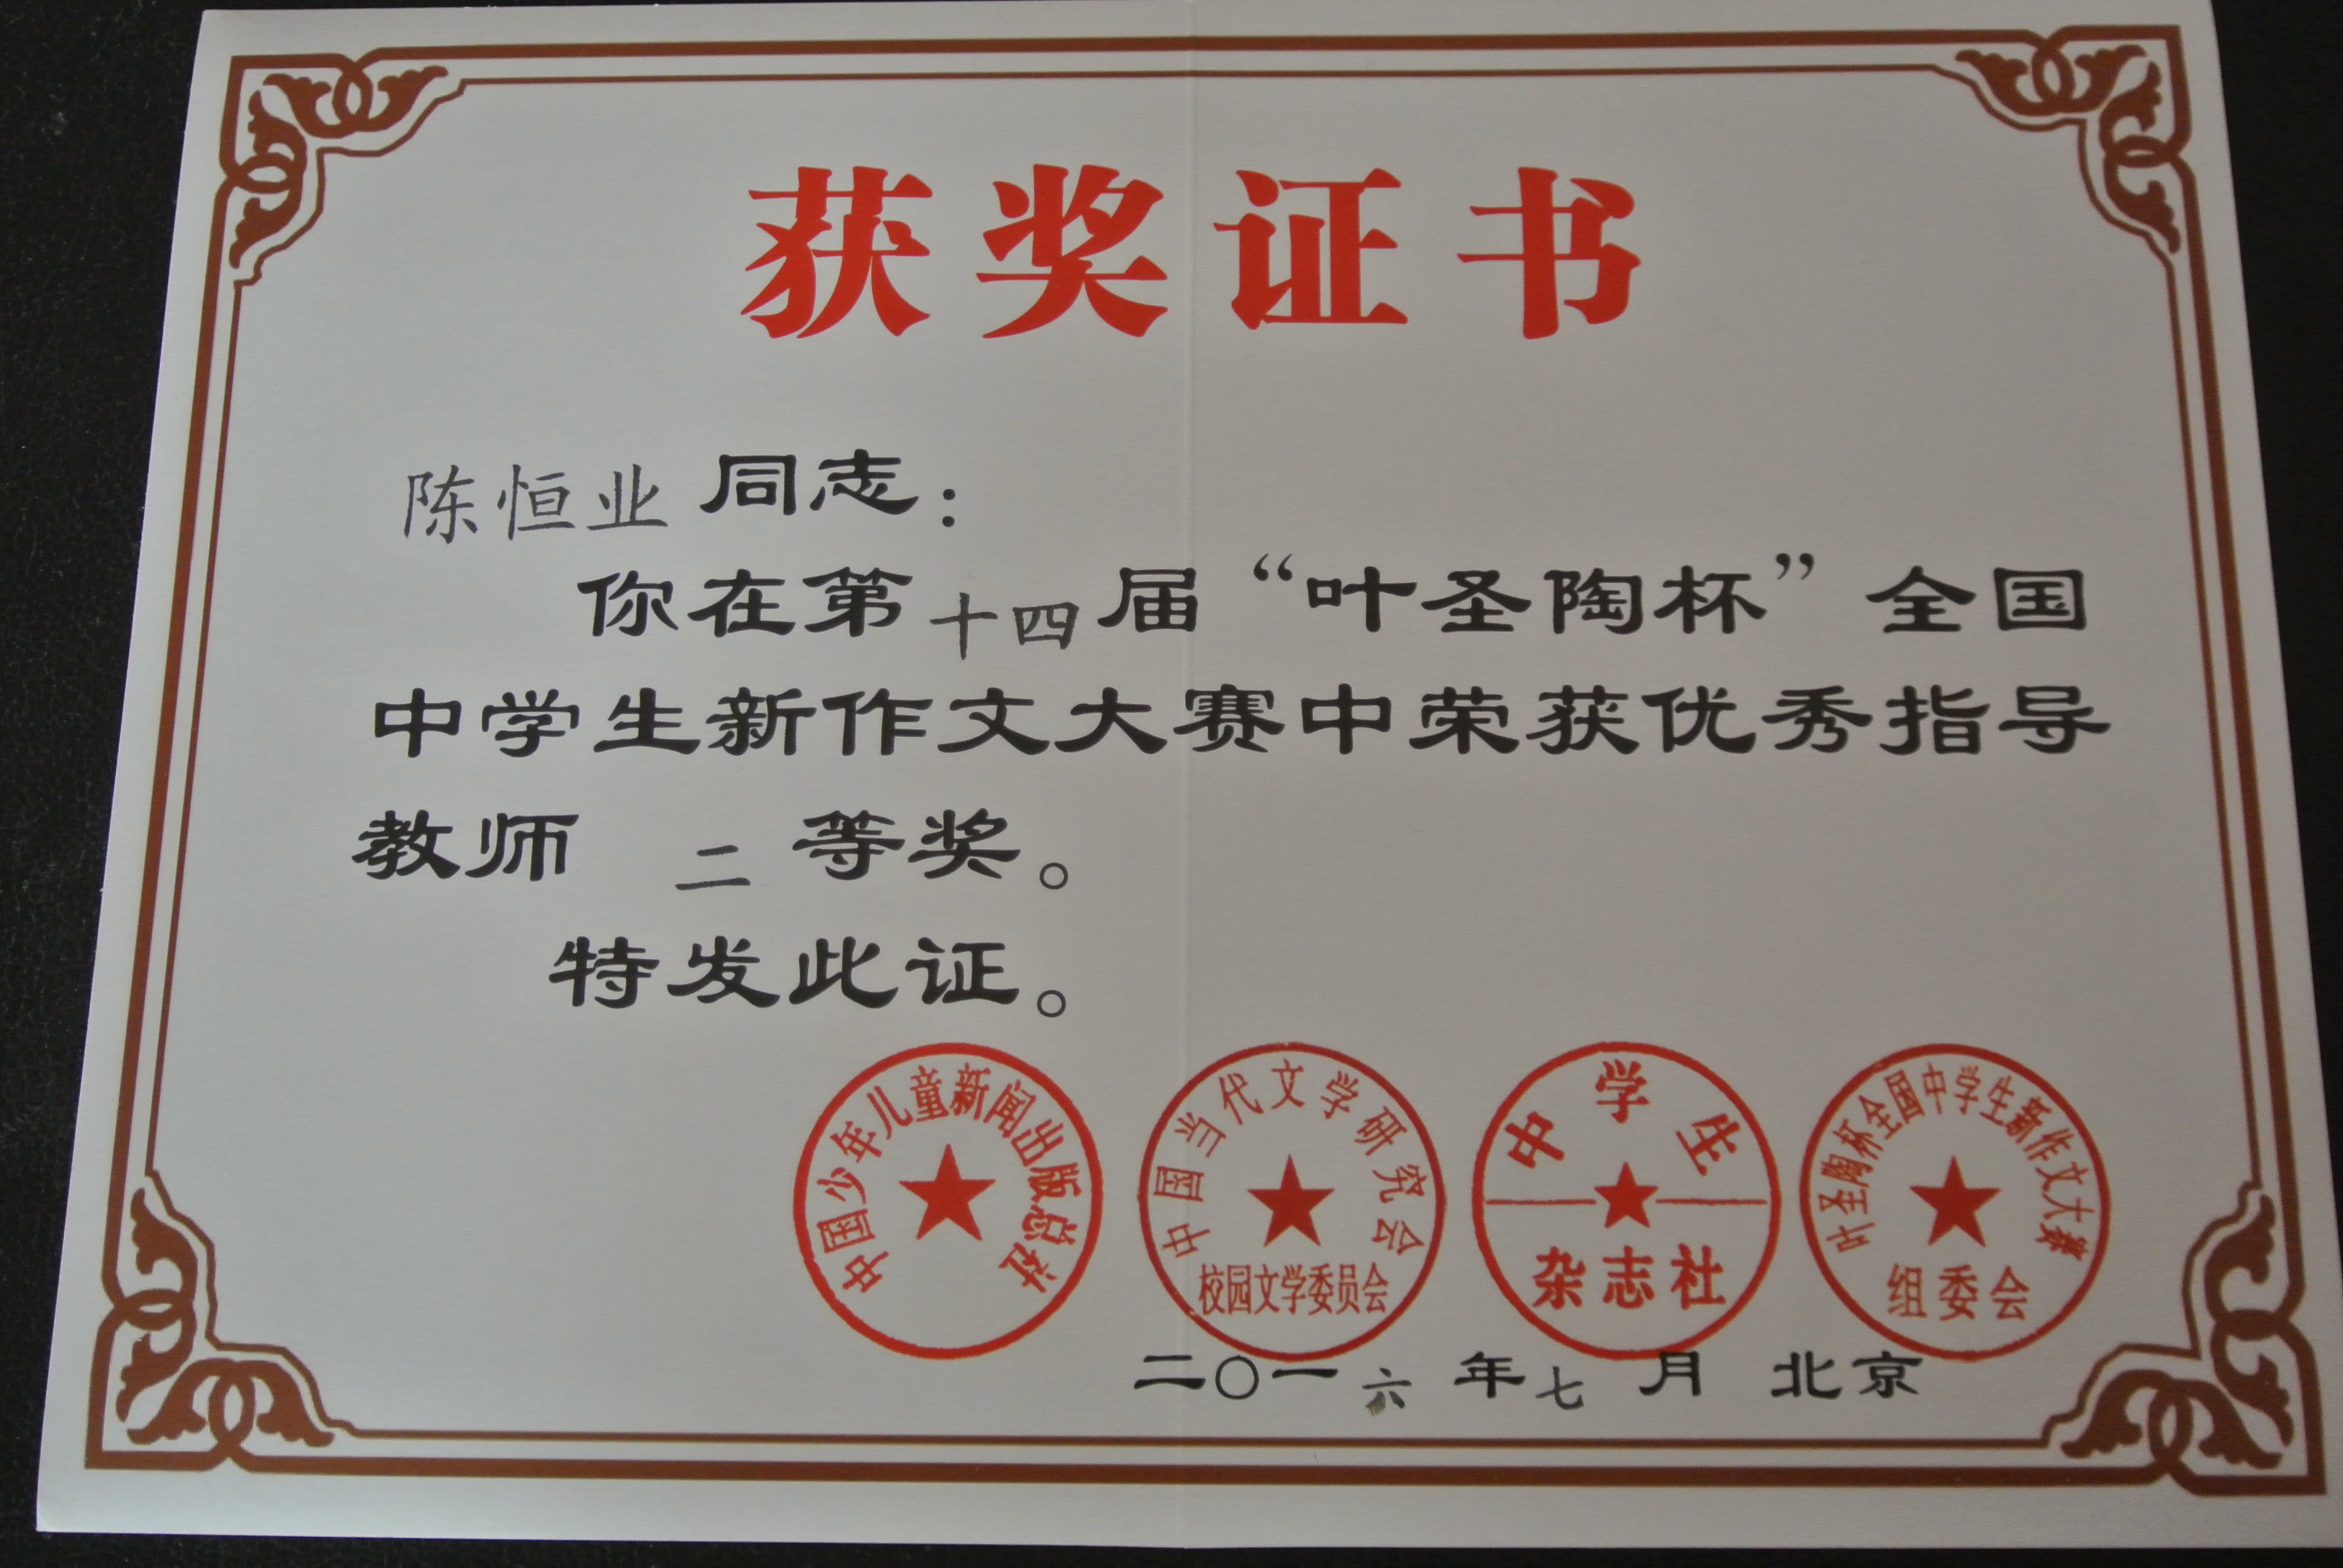 获奖证书
陈恒业同志：
你在第十四届“叶圣陶杯”全国
中学生新作文大赛中荣获优秀指导
教师 二 等奖。
特发此证。
中国少年儿童新闻出版总社
中国当代文学研究会
校园文学委员会
中学生
杂志社
叶圣陶杯全国中学生新作文大赛
组委会
二〇一六年七月 北京